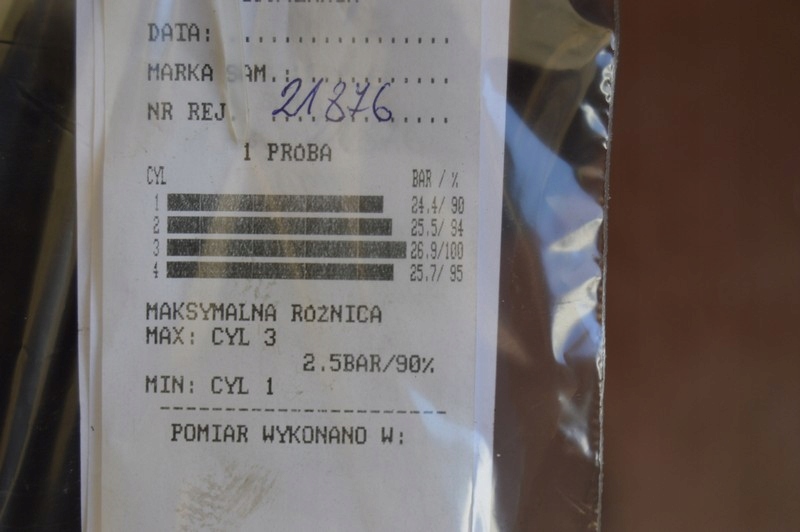 DATA: ...................
MARKA SAM.: ..............
NR REJ. 21876
1 PROBA
CYL BAR / %
1 24.4/ 90
2 25.5/ 94
3 26.9/100
4 25.7/ 95
MAKSYMALNA ROŻNICA
MAX: CYL 3
2.5BAR/90%
MIN: CYL 1
POMIAR WYKONANO W: